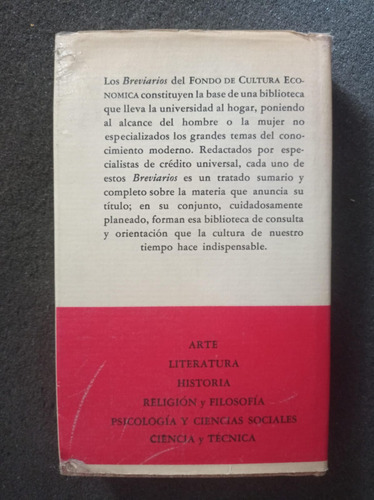 Los Breviarios del FONDO DE CULTURA ECO-
NOMICA constituyen la base de una biblioteca
que lleva la universidad al hogar, poniendo
al alcance del hombre o la mujer no
especializados los grandes temas del cono-
cimiento moderno. Redactados por espe-
cialistas de crédito universal, cada uno de
estos Breviarios es un tratado sumario y
completo sobre la materia que anuncia su
título; en su conjunto, cuidadosamente
planeado, forman esa biblioteca de consulta
y orientación que la cultura de nuestro
tiempo hace indispensable.
ARTE
LITERATURA
HISTORIA
RELIGIÓN y FILOSOFÍA
PSICOLOGÍA Y CIENCIAS SOCIALES
CIENCIA y TÉCNICA